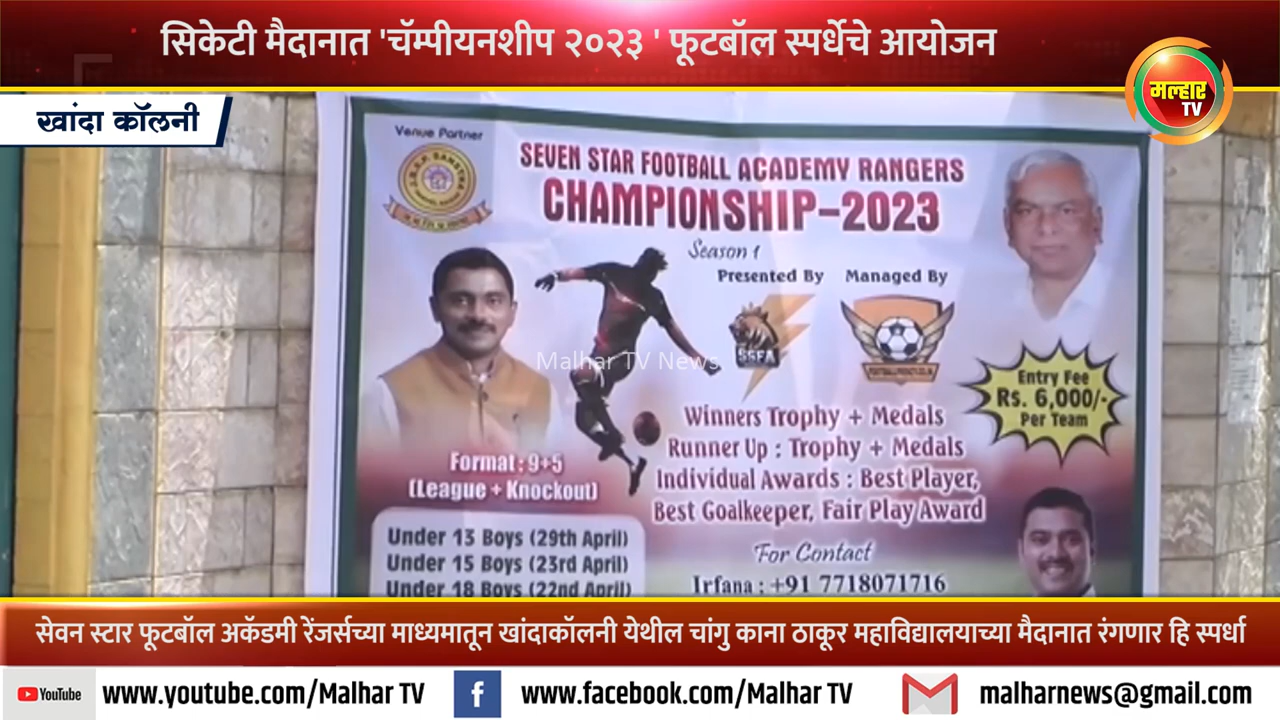 सिकेटी मैदानात 'चॅम्पीयनशीप २०२३ ' फूटबॉल स्पर्धेचे आयोजन
मल्हार
TV
खांदा कॉलनी
Venue Partner
SEVEN STAR FOOTBALL ACADEMY RANGERS
CHAMPIONSHIP-2023
Season 1
Presented By Managed By
SSFA
Malhar TV News
Entry Fee
Rs. 6,000/-
Per Team
Winners Trophy + Medals
Runner Up : Trophy + Medals
Individual Awards : Best Player,
Best Goalkeeper, Fair Play Award
Format : 9+5
(League + Knockout)
Under 13 Boys (29th April)
Under 15 Boys (23rd April)
Under 18 Boys (22nd April)
For Contact
Irfana : +91 7718071716
सेवन स्टार फूटबॉल अकॅडमी रेंजर्सच्या माध्यमातून खांदाकॉलनी येथील चांगु काना ठाकूर महाविद्यालयाच्या मैदानात रंगणार हि स्पर्धा
YouTube www.youtube.com/Malhar TV www.facebook.com/Malhar TV malharnews@gmail.com